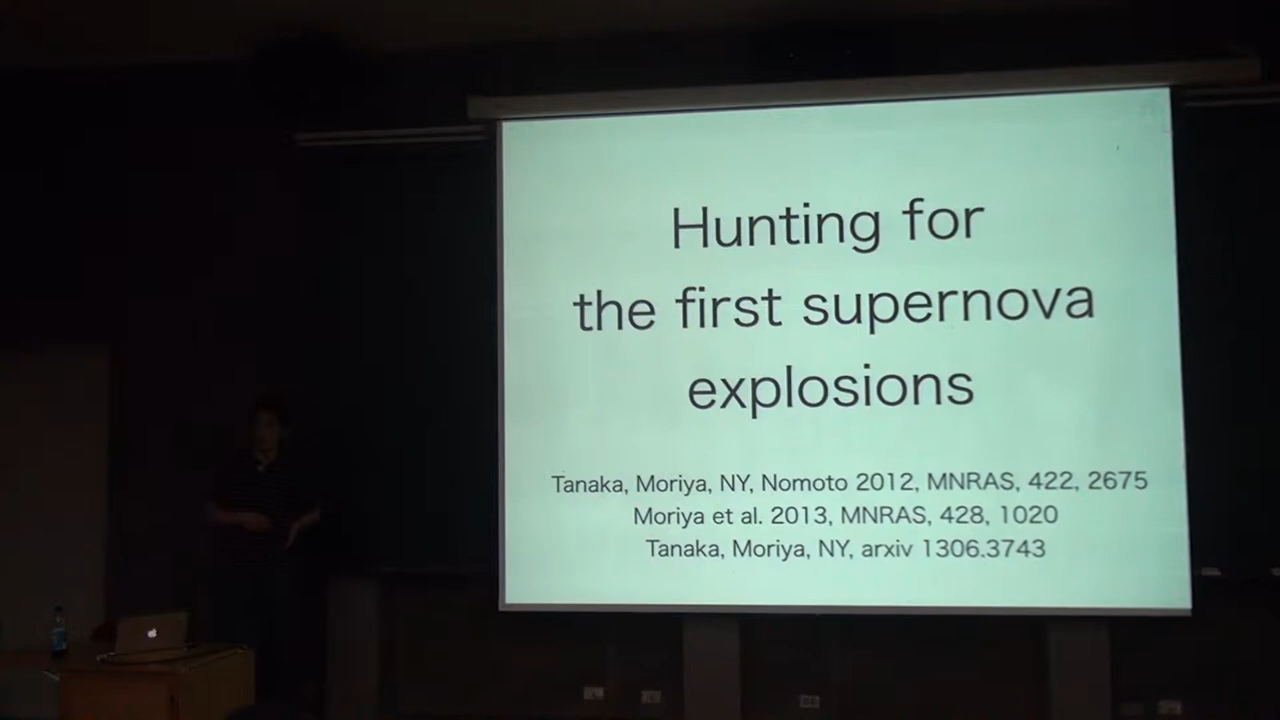 Hunting for
the first supernova
explosions
Tanaka, Moriya, NY, Nomoto 2012, MNRAS, 422, 2675
Moriya et al. 2013, MNRAS, 428, 1020
Tanaka, Moriya, NY, arxiv 1306.3743